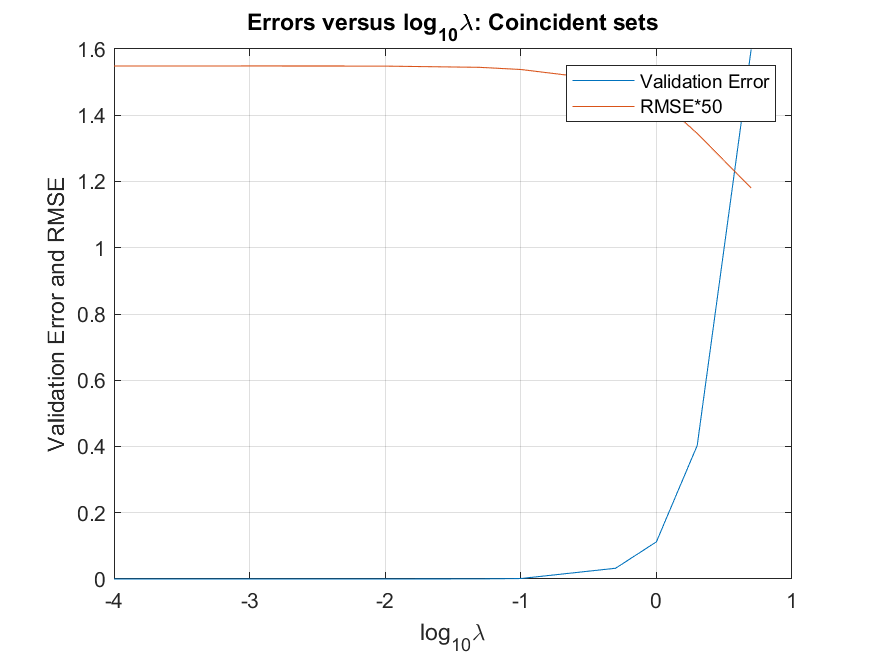 Errors versus log₁₀λ: Coincident sets
Validation Error
RMSE*50
Validation Error and RMSE
1.6
1.4
1.2
1
0.8
0.6
0.4
0.2
0
-4 -3 -2 -1 0 1
log₁₀λ